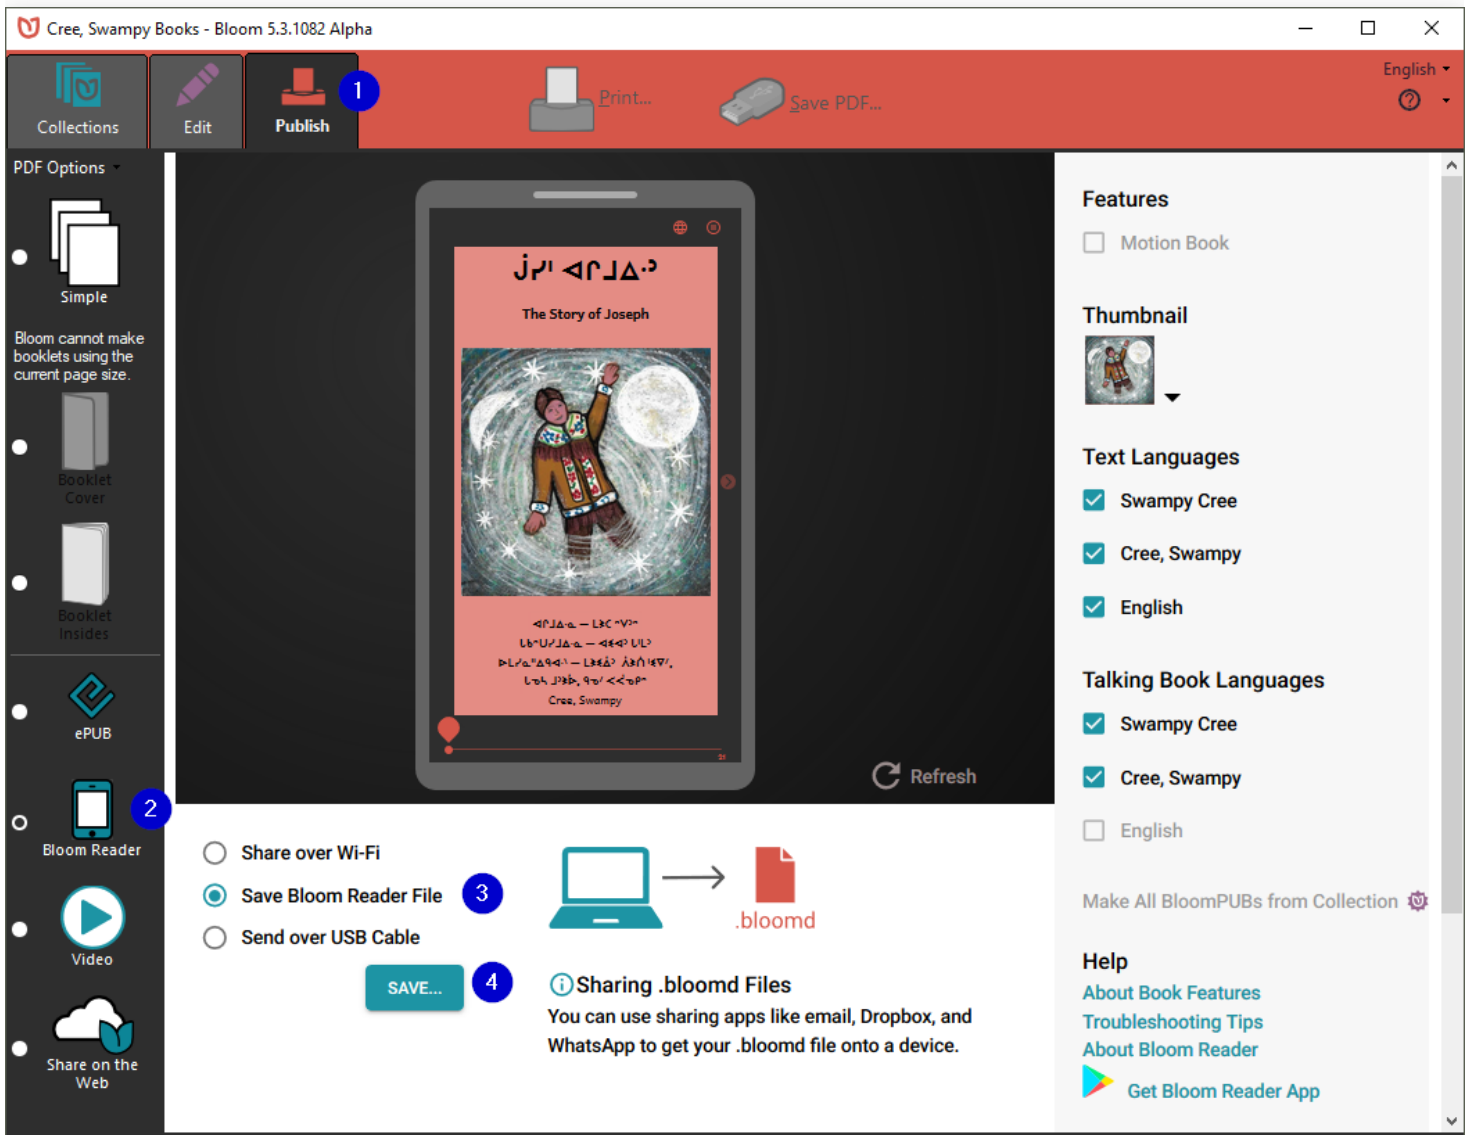 Cree, Swampy Books - Bloom 5.3.1082 Alpha
Collections
Edit
Publish
1
Print...
Save PDF...
English
PDF Options
Simple
Bloom cannot make
booklets using the
current page size.
Booklet
Cover
Booklet
Insides
ePUB
Bloom Reader
2
Video
Share on the
Web
ᒎᓯᑊ ᐊᒋᒧᐃᐧᐣ
The Story of Joseph
Cree, Swampy
21
Refresh
Share over Wi-Fi
Save Bloom Reader File
3
Send over USB Cable
SAVE...
4
.bloomd
Sharing .bloomd Files
You can use sharing apps like email, Dropbox, and
WhatsApp to get your .bloomd file onto a device.
Features
Motion Book
Thumbnail
Text Languages
Swampy Cree
Cree, Swampy
English
Talking Book Languages
Swampy Cree
Cree, Swampy
English
Make All BloomPUBs from Collection
Help
About Book Features
Troubleshooting Tips
About Bloom Reader
Get Bloom Reader App